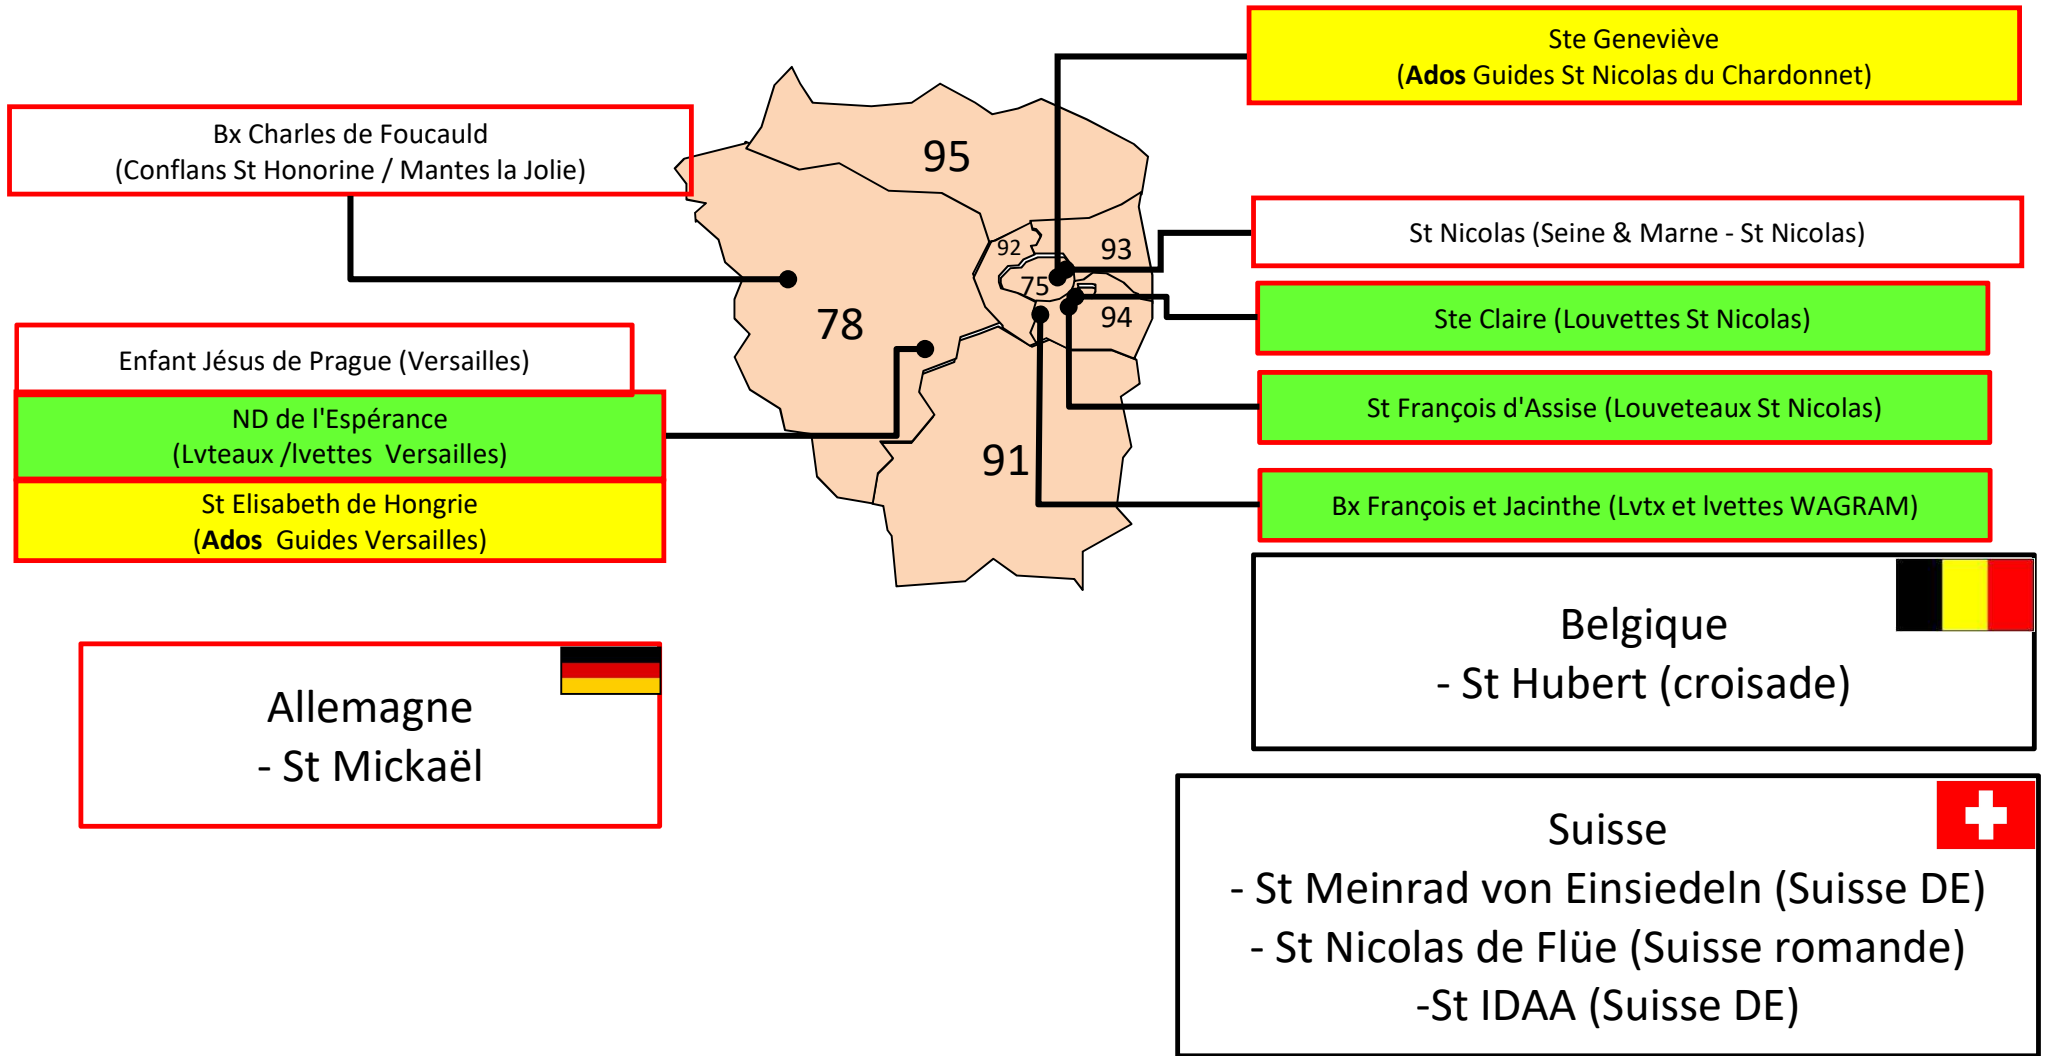 Ste Geneviève
(Ados Guides St Nicolas du Chardonnet)
Bx Charles de Foucauld
(Conflans St Honorine / Mantes la Jolie)
95
St Nicolas (Seine & Marne - St Nicolas)
92
93
75
78
94
Ste Claire (Louvettes St Nicolas)
Enfant Jésus de Prague (Versailles)
ND de l'Espérance
(Lvteaux /lvettes  Versailles)
St François d'Assise (Louveteaux St Nicolas)
91
St Elisabeth de Hongrie
(Ados  Guides Versailles)
Bx François et Jacinthe (Lvtx et lvettes WAGRAM)
Belgique
- St Hubert (croisade)
Allemagne
- St Mickaël
Suisse
- St Meinrad von Einsiedeln (Suisse DE)
- St Nicolas de Flüe (Suisse romande)
-St IDAA (Suisse DE)